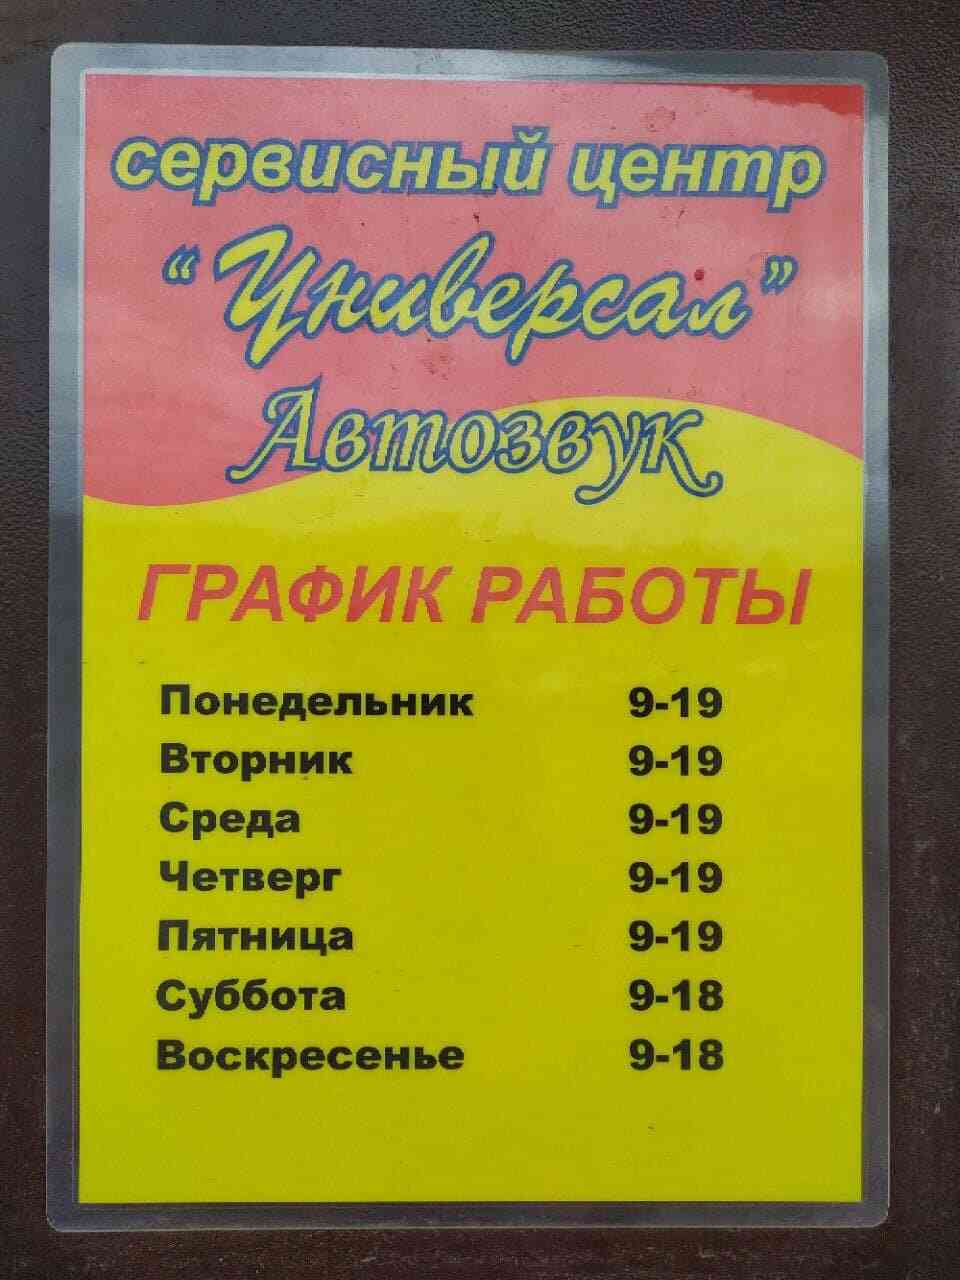 сервисный центр
"Универсал"
Автозвук
ГРАФИК РАБОТЫ
Понедельник 9-19
Вторник 9-19
Среда 9-19
Четверг 9-19
Пятница 9-19
Суббота 9-18
Воскресенье 9-18